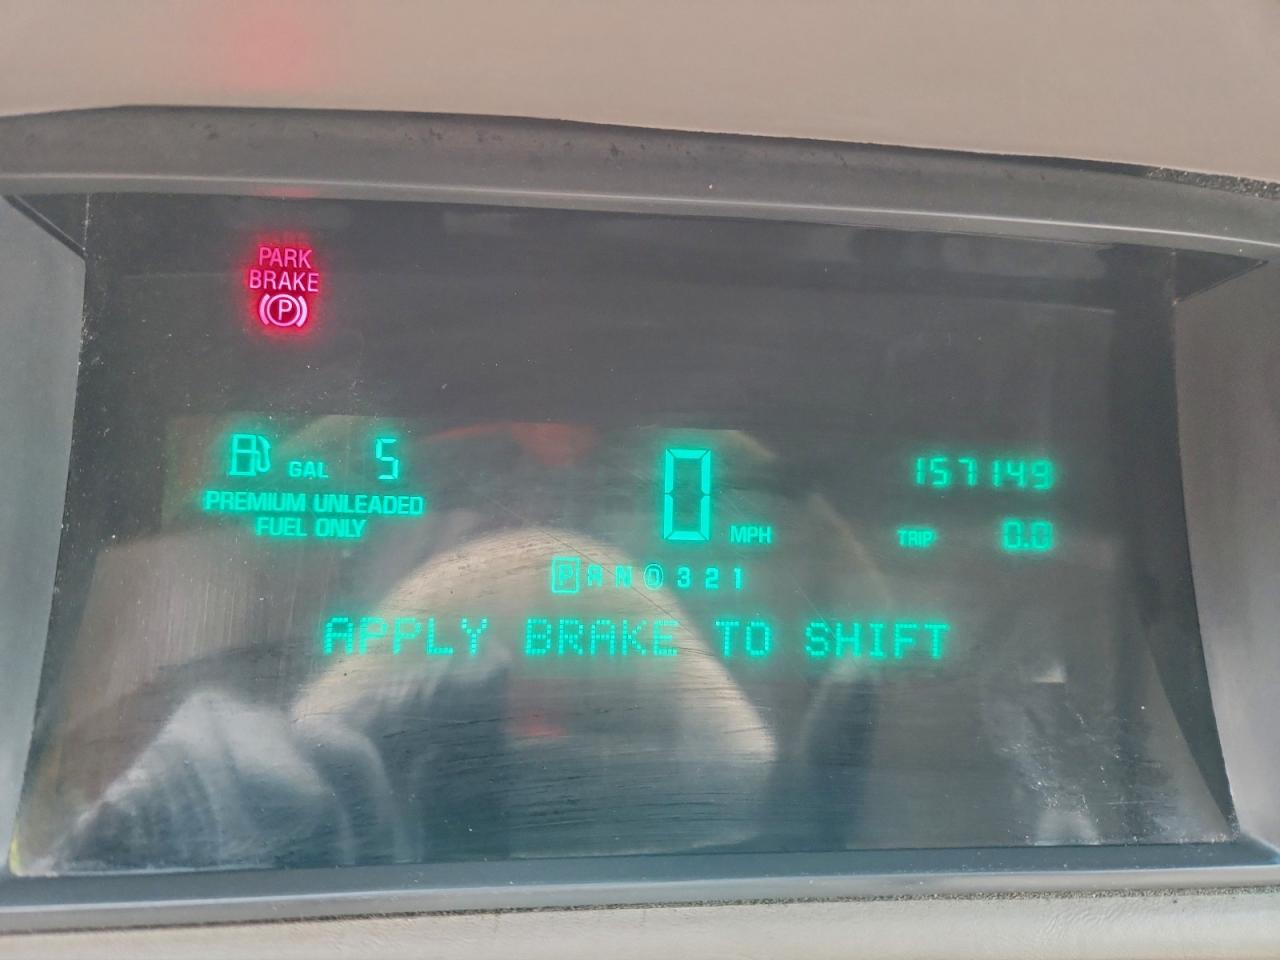 PARK
BRAKE
(P)
GAL 5
PREMIUM UNLEADED
FUEL ONLY
0 MPH
157149
TRIP 0.0
P R N D 3 2 1
APPLY BRAKE TO SHIFT